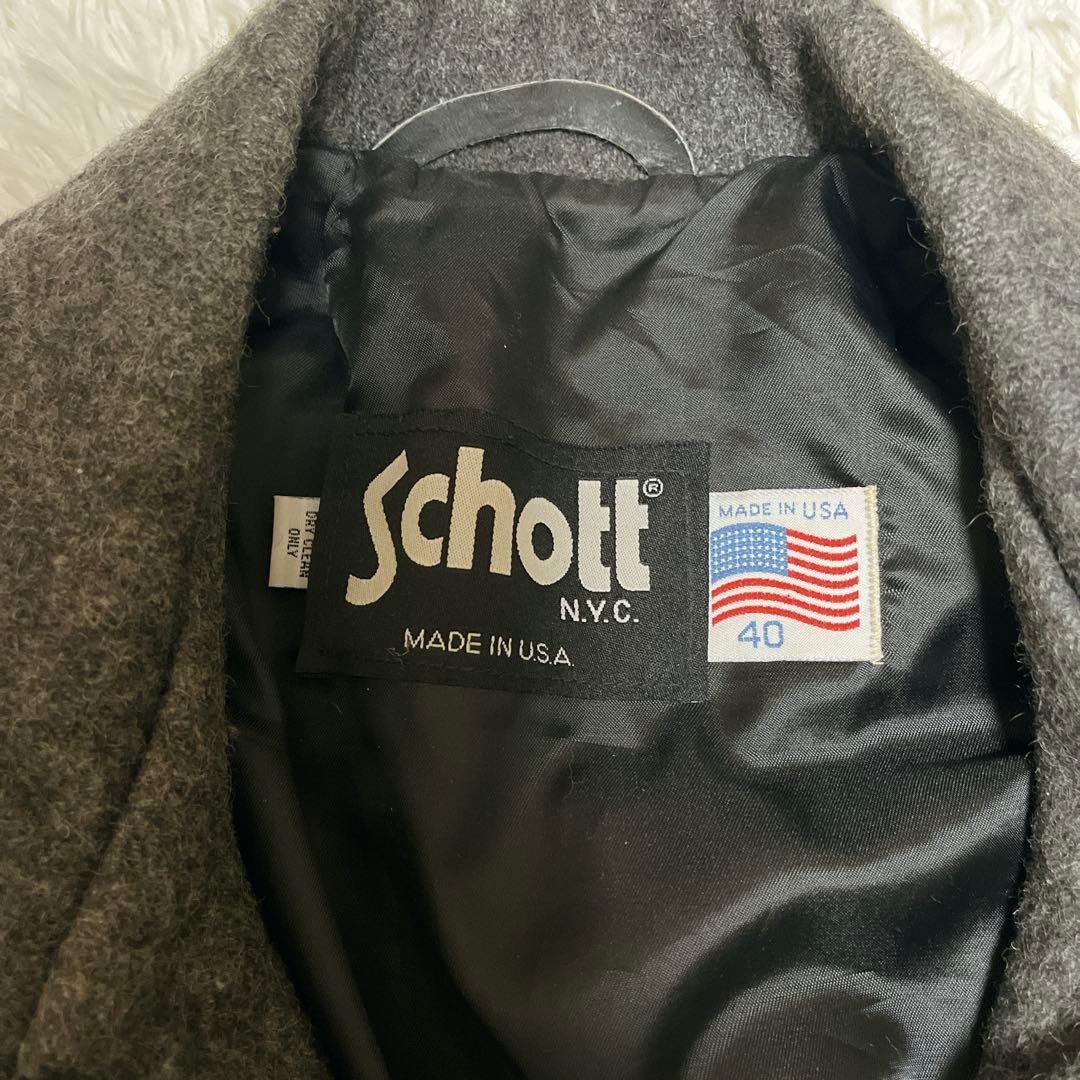 DRY CLEAN
ONLY
Schott®
N.Y.C.
MADE IN U.S.A.
MADE IN USA
40